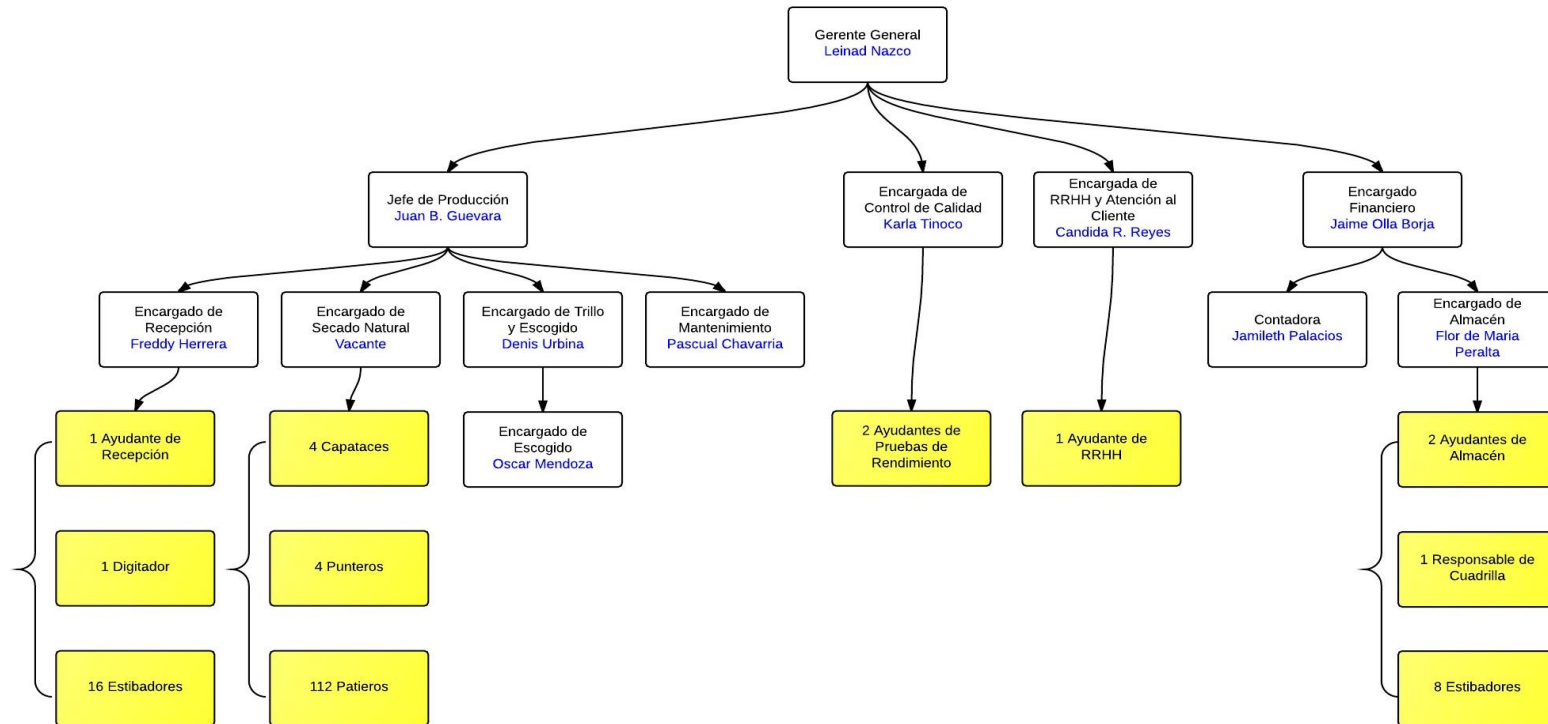 Gerente General
Leinad Nazco
Jefe de Producción
Juan B. Guevara
Encargada de
Control de Calidad
Karla Tinoco
Encargada de
RRHH y Atención al
Cliente
Candida R. Reyes
Encargado
Financiero
Jaime Olla Borja
Encargado de
Recepción
Freddy Herrera
Encargado de
Secado Natural
Vacante
Encargado de Trillo
y Escogido
Denis Urbina
Encargado de
Mantenimiento
Pascual Chavarria
Contadora
Jamileth Palacios
Encargado de
Almacén
Flor de Maria
Peralta
1 Ayudante de
Recepción
4 Capataces
Encargado de
Escogido
Oscar Mendoza
2 Ayudantes de
Pruebas de
Rendimiento
1 Ayudante de
RRHH
2 Ayudantes de
Almacén
1 Digitador
4 Punteros
1 Responsable de
Cuadrilla
16 Estibadores
112 Patieros
8 Estibadores